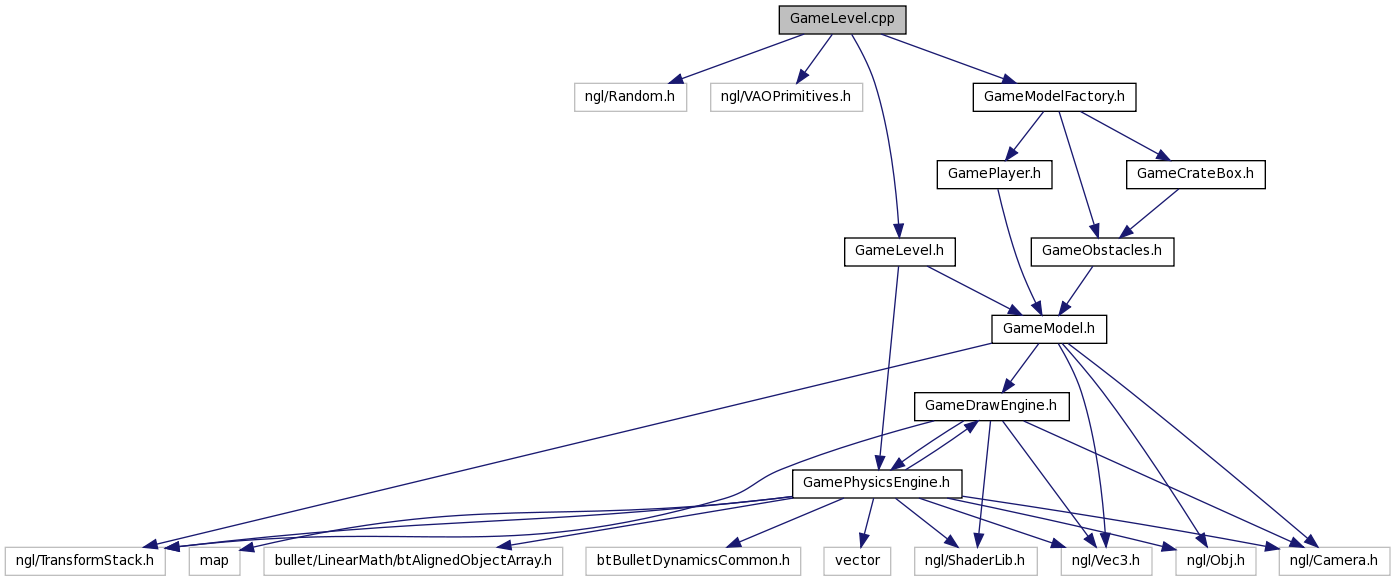 GameLevel.cpp
ngl/Random.h
ngl/VAOPrimitives.h
GameModelFactory.h
GamePlayer.h
GameCrateBox.h
GameLevel.h
GameObstacles.h
GameModel.h
GameDrawEngine.h
GamePhysicsEngine.h
ngl/TransformStack.h
map
bullet/LinearMath/btAlignedObjectArray.h
btBulletDynamicsCommon.h
vector
ngl/ShaderLib.h
ngl/Vec3.h
ngl/Obj.h
ngl/Camera.h